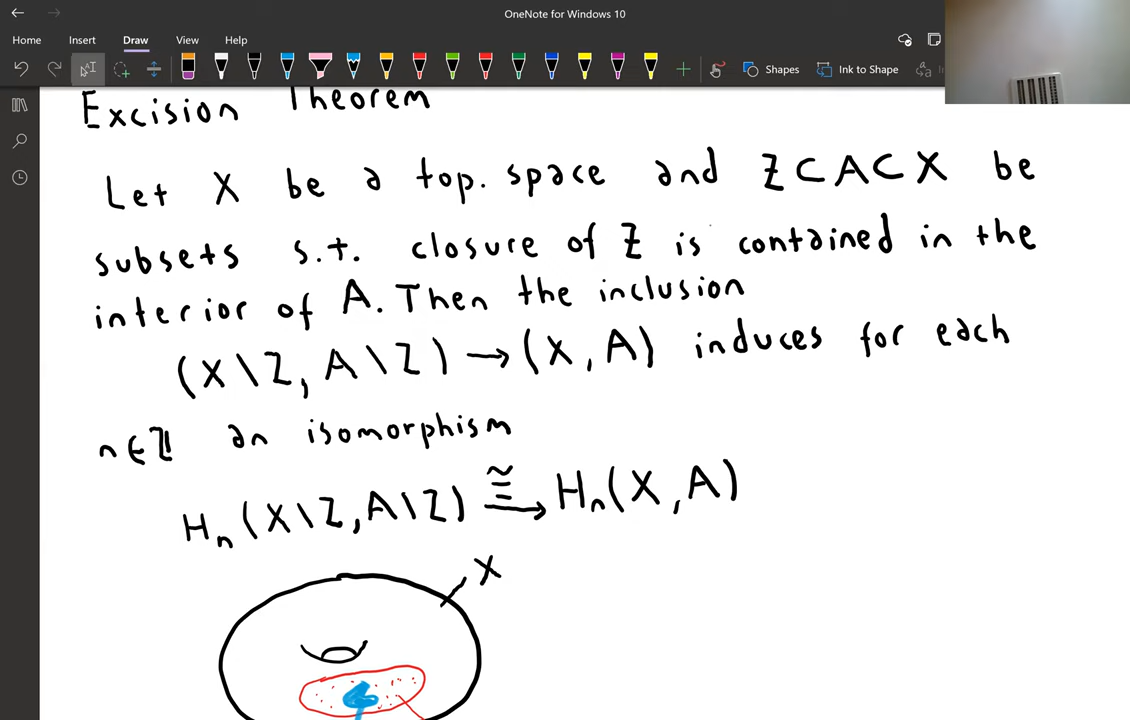 OneNote for Windows 10
Home Insert Draw View Help
Shapes Ink to Shape
Excision Theorem
Let X be a top. space and Z ⊂ A ⊂ X be
subsets s.t. closure of Z is contained in the
interior of A. Then the inclusion
(X \ Z, A \ Z) → (X, A) induces for each
n ∈ ℤ an isomorphism
Hₙ(X \ Z, A \ Z) ≅→ Hₙ(X, A)
X